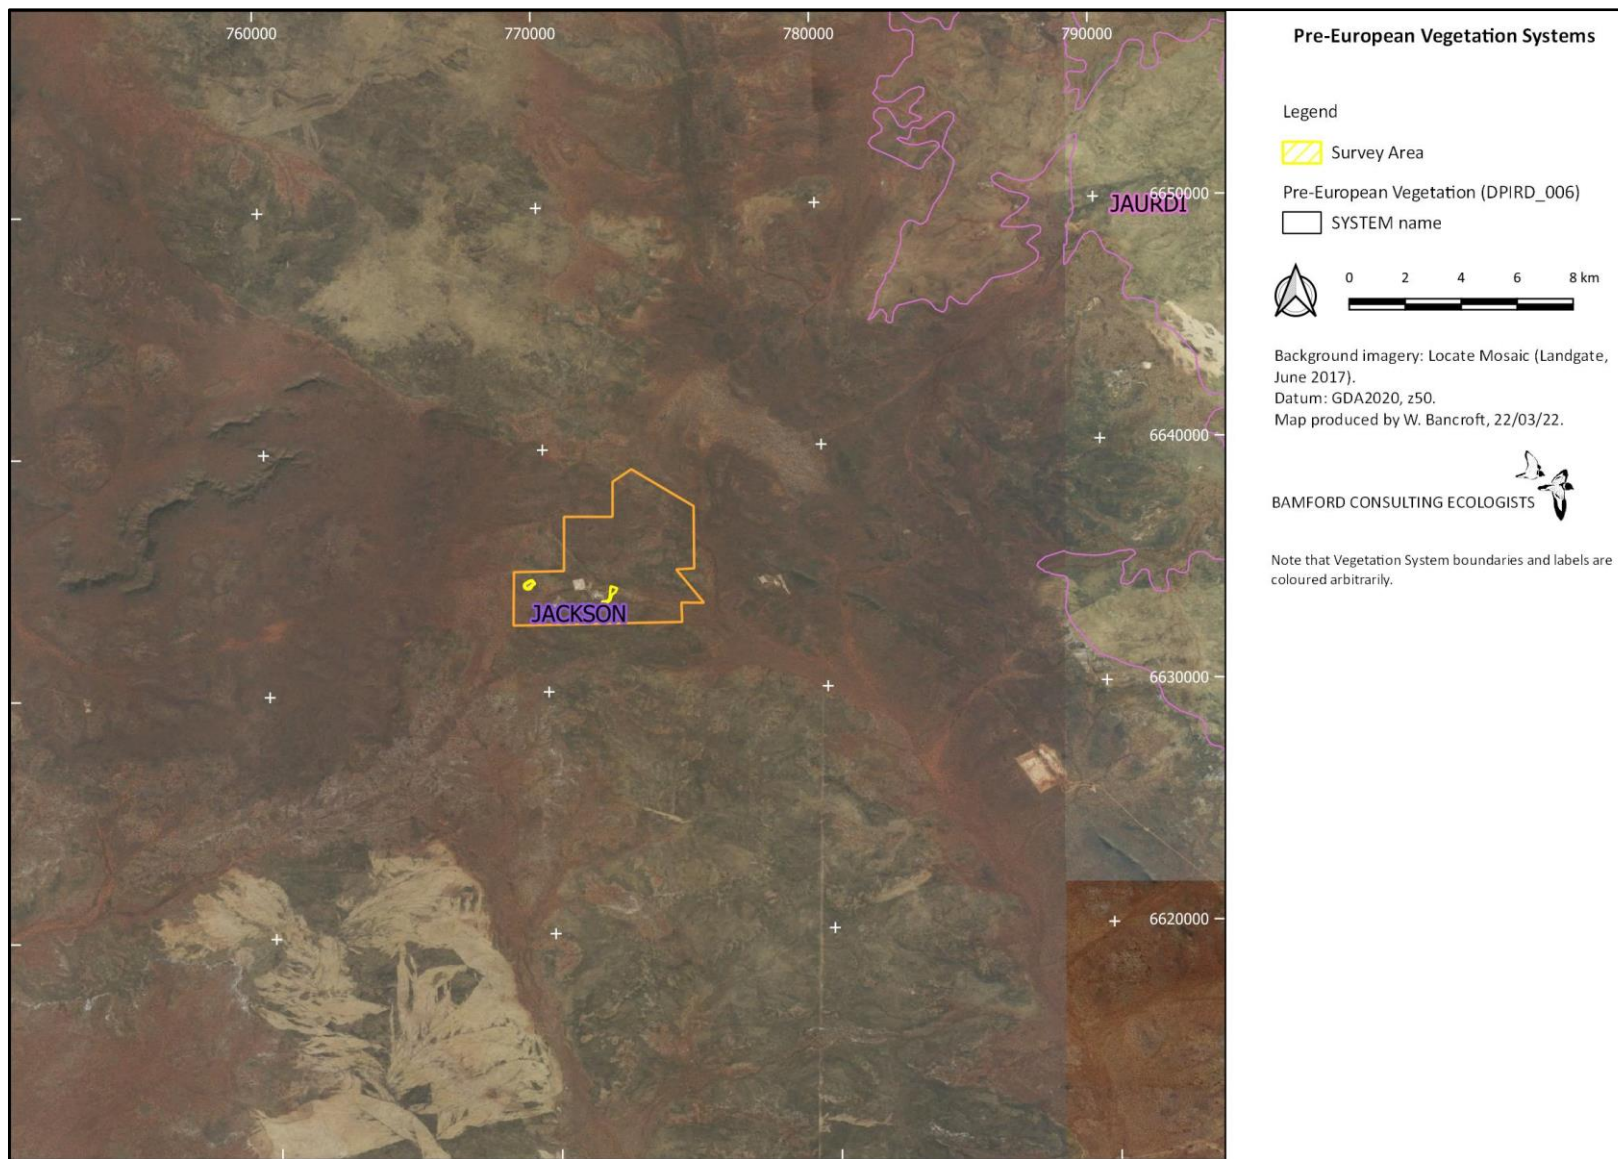 760000
770000
780000
790000
6650000
JAURDI
6640000
JACKSON
6630000
6620000
Pre-European Vegetation Systems
Legend
Survey Area
Pre-European Vegetation (DPIRD_006)
SYSTEM name
0 2 4 6 8 km
Background imagery: Locate Mosaic (Landgate,
June 2017).
Datum: GDA2020, z50.
Map produced by W. Bancroft, 22/03/22.
BAMFORD CONSULTING ECOLOGISTS
Note that Vegetation System boundaries and labels are
coloured arbitrarily.